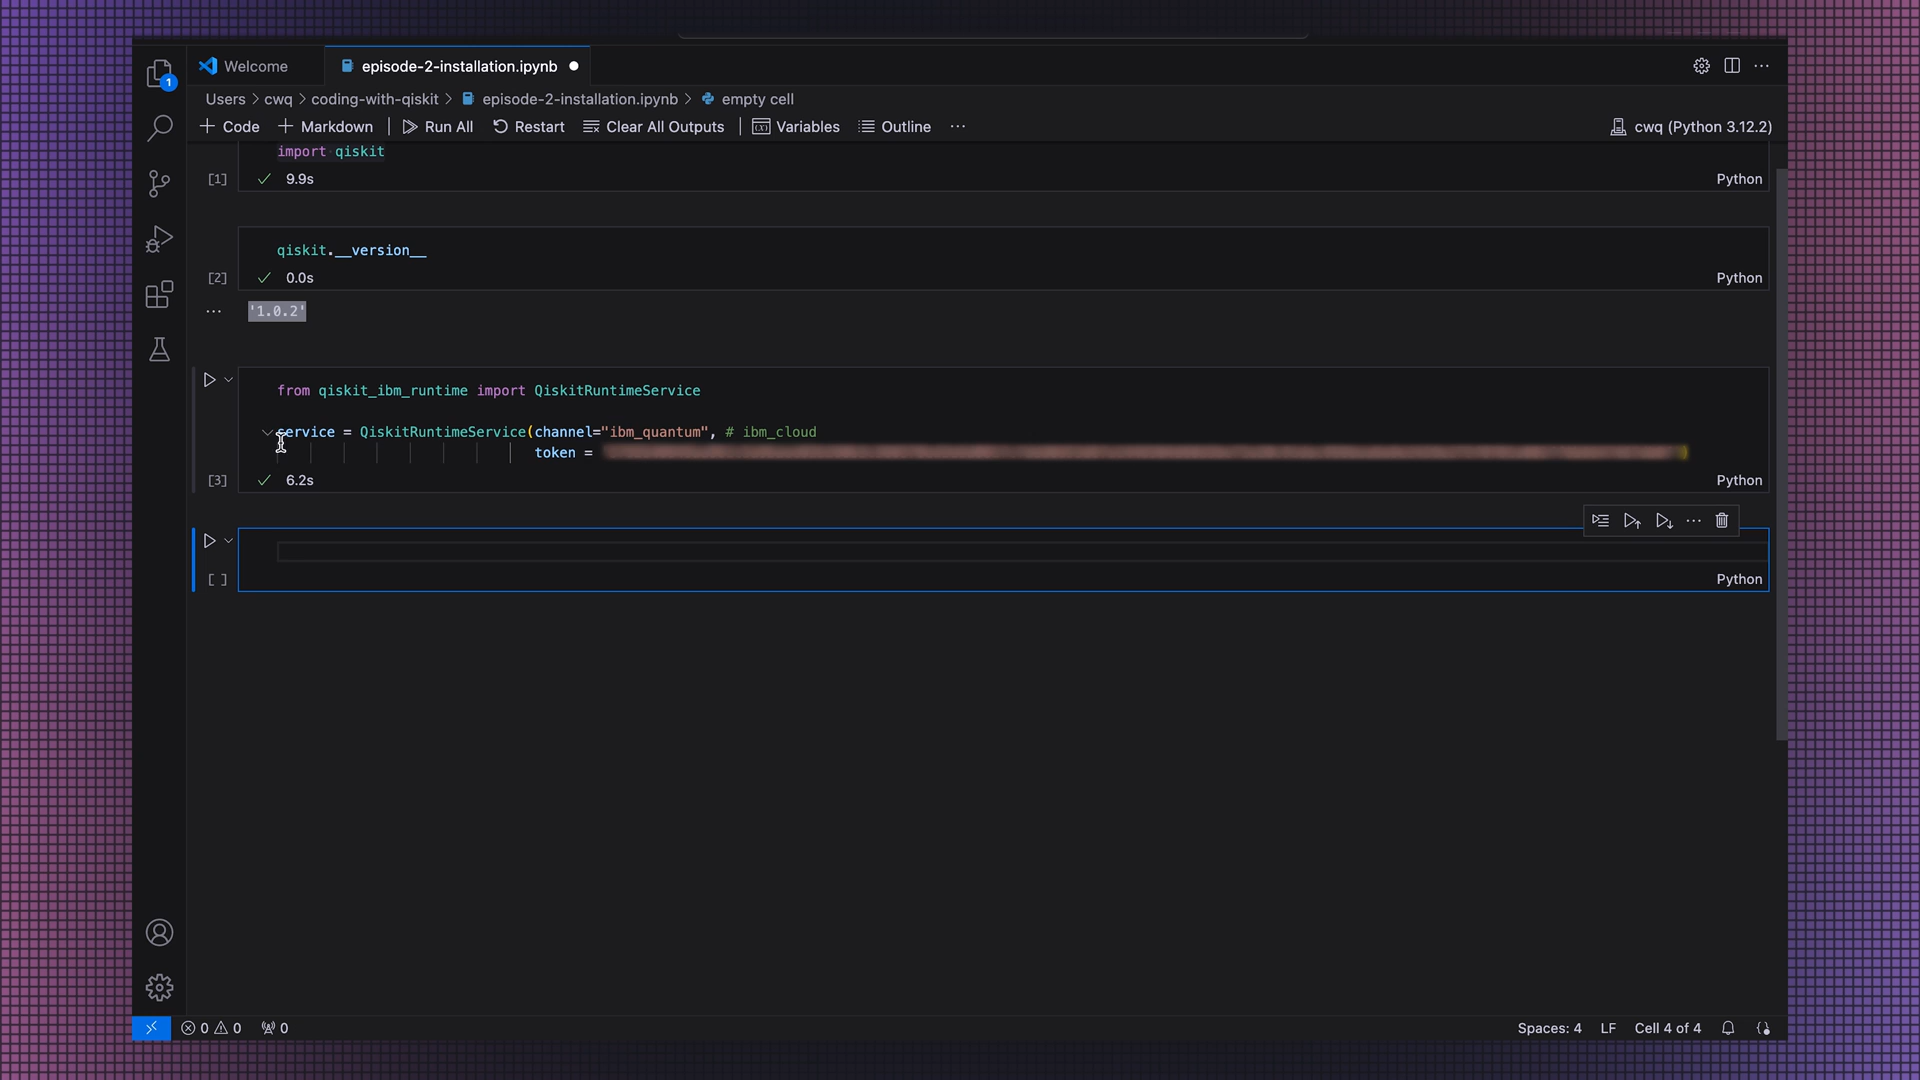 1
Welcome
episode-2-installation.ipynb
Users > cwq > coding-with-qiskit > episode-2-installation.ipynb > empty cell
+ Code + Markdown Run All Restart Clear All Outputs Variables Outline ... cwq (Python 3.12.2)
import qiskit
[1] 9.9s Python
qiskit.__version__
[2] 0.0s Python
... '1.0.2'
from qiskit_ibm_runtime import QiskitRuntimeService
service = QiskitRuntimeService(channel="ibm_quantum", # ibm_cloud
token =
[3] 6.2s Python
[ ] Python
0 0 0 Spaces: 4 LF Cell 4 of 4